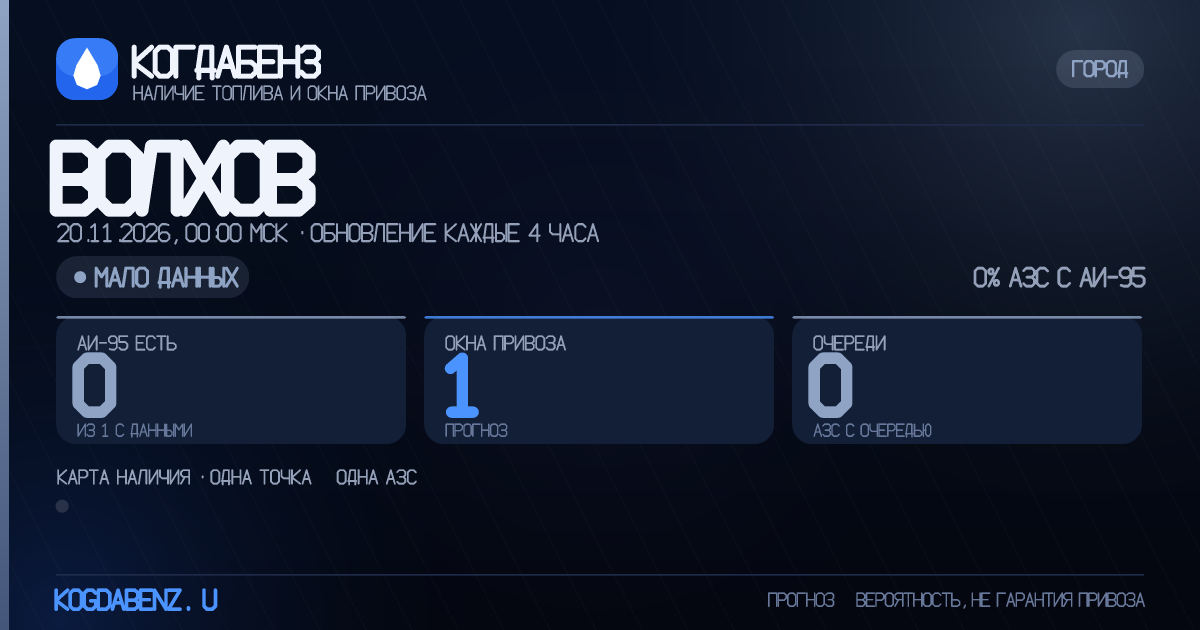 КОГДАБЕНЗ
НАЛИЧИЕ ТОПЛИВА И ОКНА ПРИВОЗА
ГОРОД
ВОЛХОВ
20.11.2026, 00:00 МСК · ОБНОВЛЕНИЕ КАЖДЫЕ 4 ЧАСА
МАЛО ДАННЫХ
0% АЗС С АИ-95
АИ-95 ЕСТЬ
0
ИЗ 1 С ДАННЫМИ
ОКНА ПРИВОЗА
1
ПРОГНОЗ
ОЧЕРЕДИ
0
АЗС С ОЧЕРЕДЬЮ
КАРТА НАЛИЧИЯ · ОДНА ТОЧКА ОДНА АЗС
KOGDABENZ. U
ПРОГНОЗ ВЕРОЯТНОСТЬ, НЕ ГАРАНТИЯ ПРИВОЗА